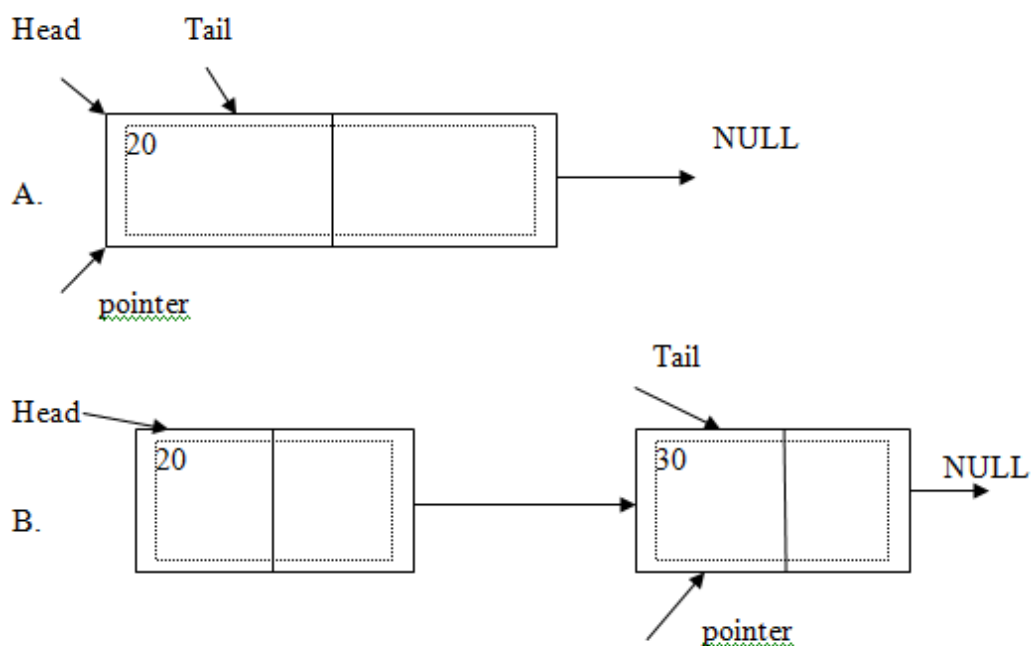 Head Tail
20
NULL
A.
pointer
Tail
Head
20 30
NULL
B.
pointer